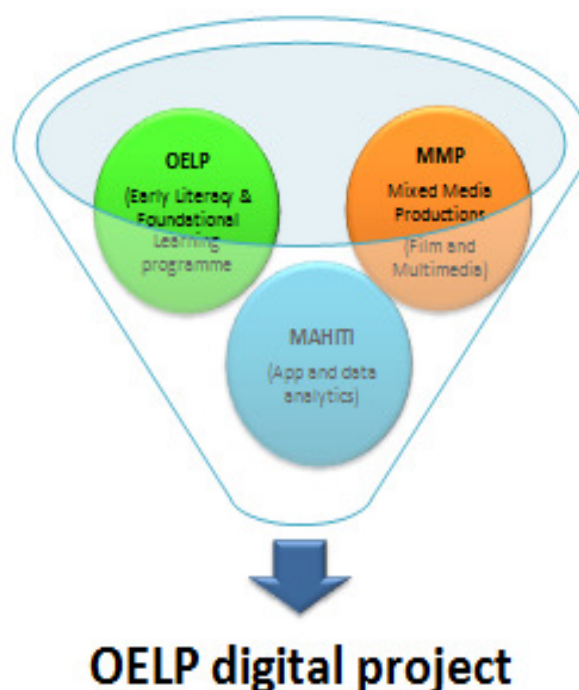 OELP
(Early Literacy &
Foundational
Learning
programme
MMP
Mixed Media
Productions
(Film and
Multimedia)
MAHITI
(App and data
analytics)
OELP digital project